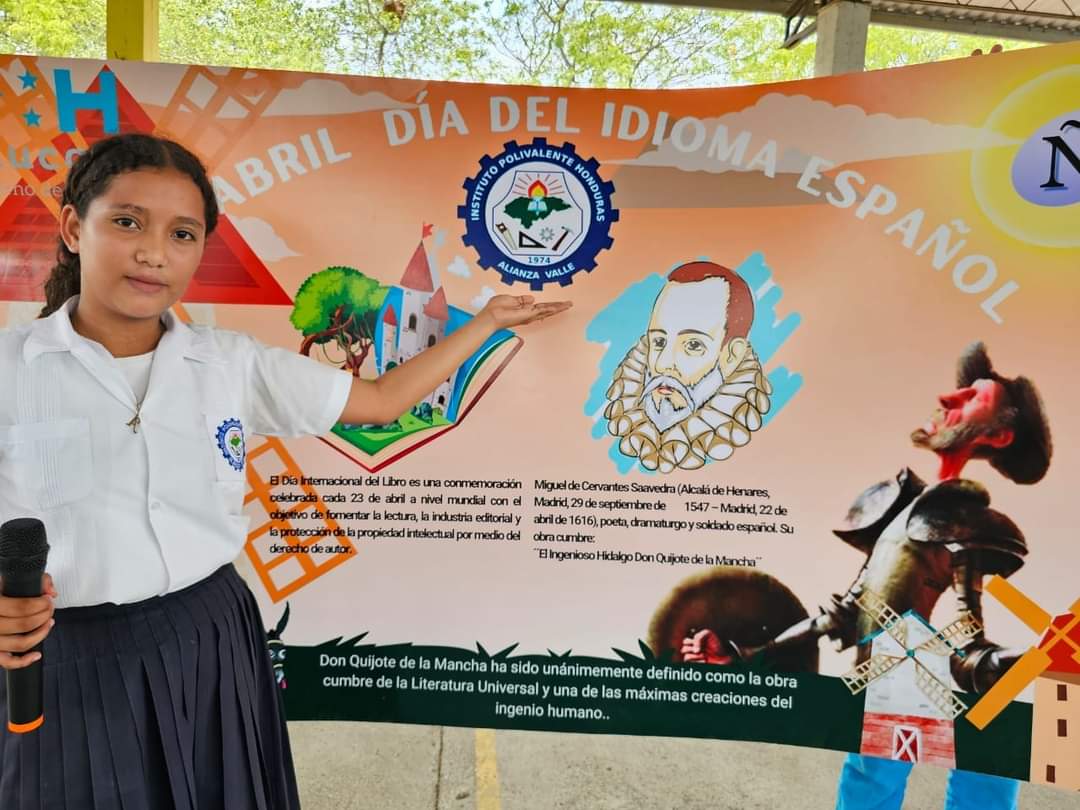 H
ABRIL DÍA DEL IDIOMA ESPAÑOL
Ñ
INSTITUTO POLIVALENTE HONDURAS
1974
ALIANZA VALLE
El Día Internacional del Libro es una conmemoración
celebrada cada 23 de abril a nivel mundial con el
objetivo de fomentar la lectura, la industria editorial y
la protección de la propiedad intelectual por medio del
derecho de autor.
Miguel de Cervantes Saavedra (Alcalá de Henares,
Madrid, 29 de septiembre de 1547 – Madrid, 22 de
abril de 1616), poeta, dramaturgo y soldado español. Su
obra cumbre:
¨El Ingenioso Hidalgo Don Quijote de la Mancha¨
Don Quijote de la Mancha ha sido unánimemente definido como la obra
cumbre de la Literatura Universal y una de las máximas creaciones del
ingenio humano..